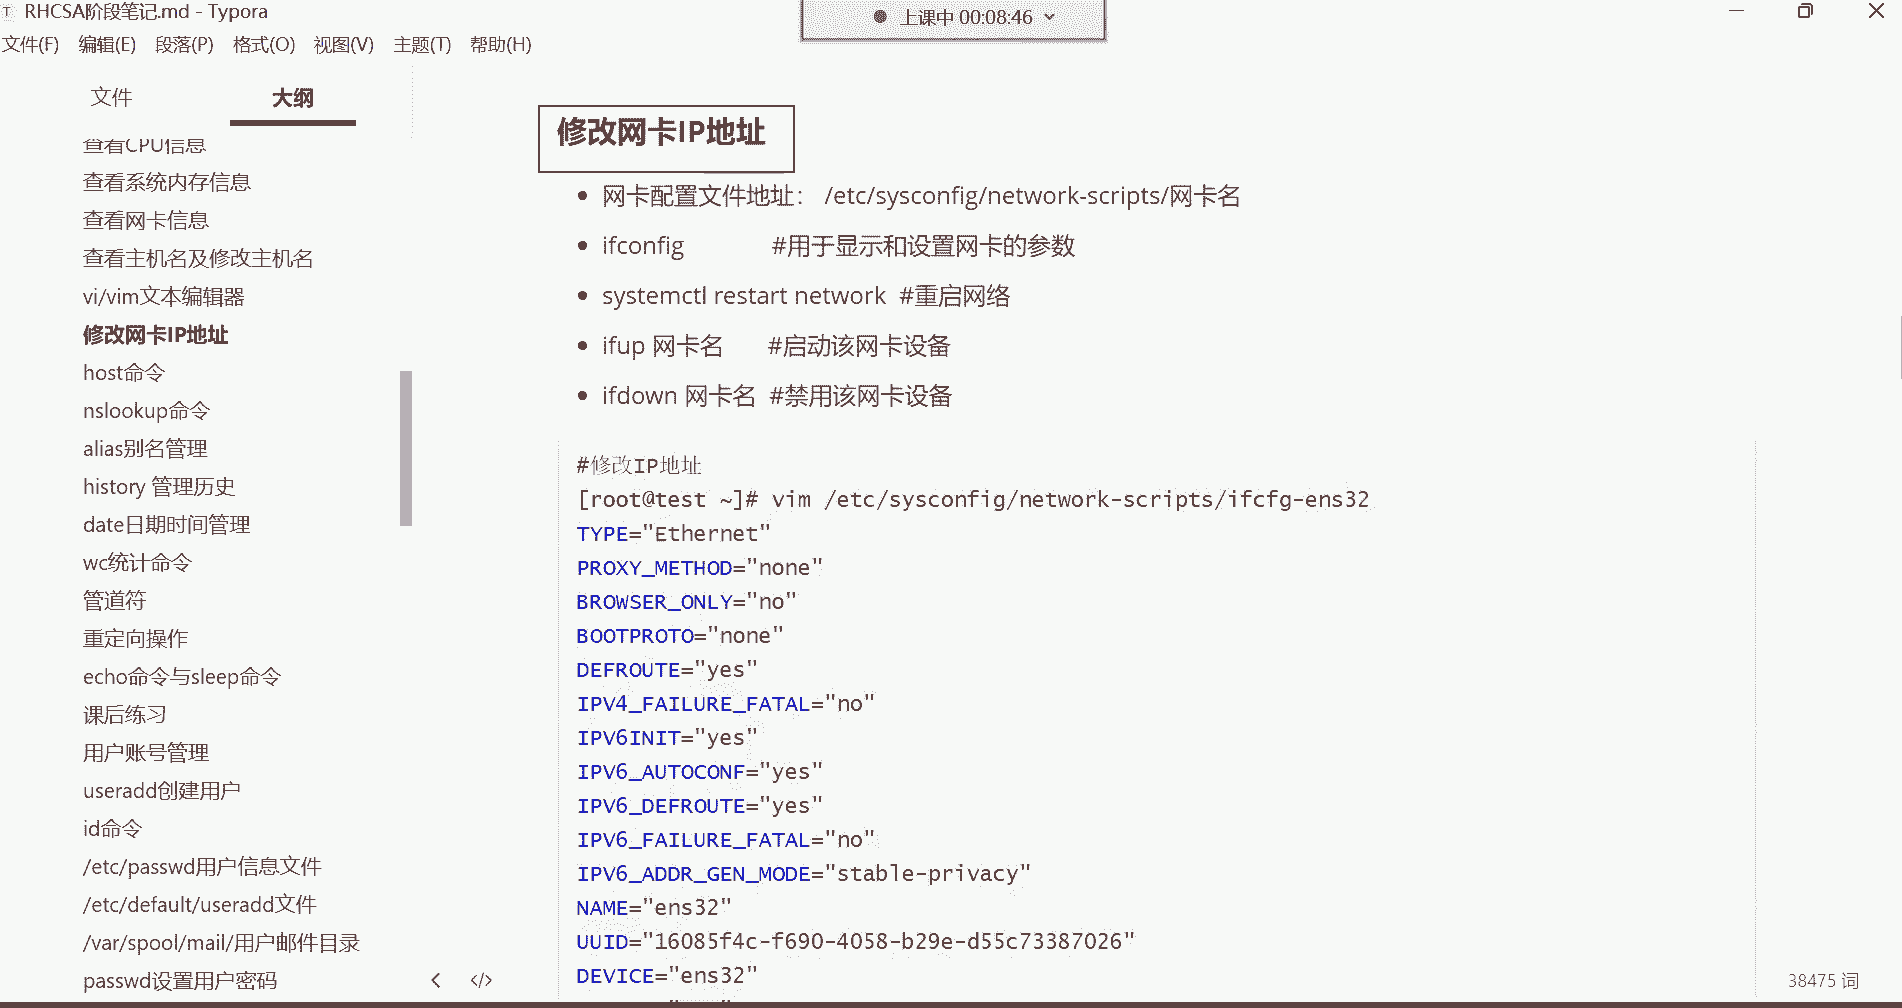 RHCSA阶段笔记.md - Typora
上课中 00:08:46
文件(F) 编辑(E) 段落(P) 格式(O) 视图(V) 主题(T) 帮助(H)
文件 大纲
查看CPU信息
查看系统内存信息
查看网卡信息
查看主机名及修改主机名
vi/vim文本编辑器
修改网卡IP地址
host命令
nslookup命令
alias别名管理
history 管理历史
date日期时间管理
wc统计命令
管道符
重定向操作
echo命令与sleep命令
课后练习
用户账号管理
useradd创建用户
id命令
/etc/passwd用户信息文件
/etc/default/useradd文件
/var/spool/mail/用户邮件目录
passwd设置用户密码
修改网卡IP地址
• 网卡配置文件地址： /etc/sysconfig/network-scripts/网卡名
• ifconfig #用于显示和设置网卡的参数
• systemctl restart network #重启网络
• ifup 网卡名 #启动该网卡设备
• ifdown 网卡名 #禁用该网卡设备
#修改IP地址
[root@test ~]# vim /etc/sysconfig/network-scripts/ifcfg-ens32
TYPE="Ethernet"
PROXY_METHOD="none"
BROWSER_ONLY="no"
BOOTPROTO="none"
DEFROUTE="yes"
IPV4_FAILURE_FATAL="no"
IPV6INIT="yes"
IPV6_AUTOCONF="yes"
IPV6_DEFROUTE="yes"
IPV6_FAILURE_FATAL="no"
IPV6_ADDR_GEN_MODE="stable-privacy"
NAME="ens32"
UUID="16085f4c-f690-4058-b29e-d55c73387026"
DEVICE="ens32"
38475 词